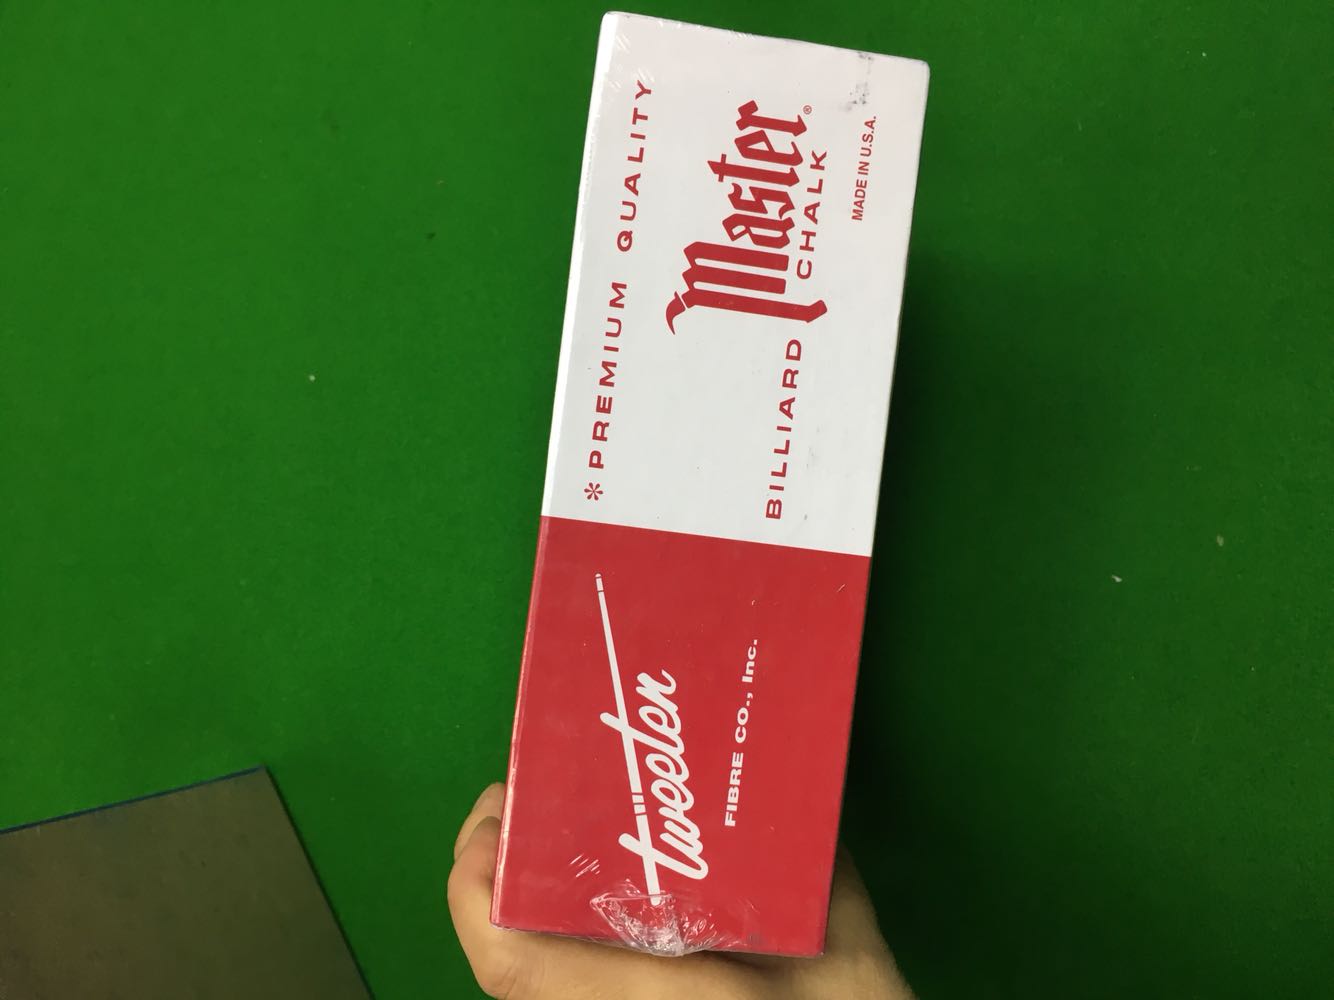 *PREMIUM QUALITY
Master®
BILLIARD CHALK
MADE IN U.S.A.
tweeten
FIBRE CO., Inc.